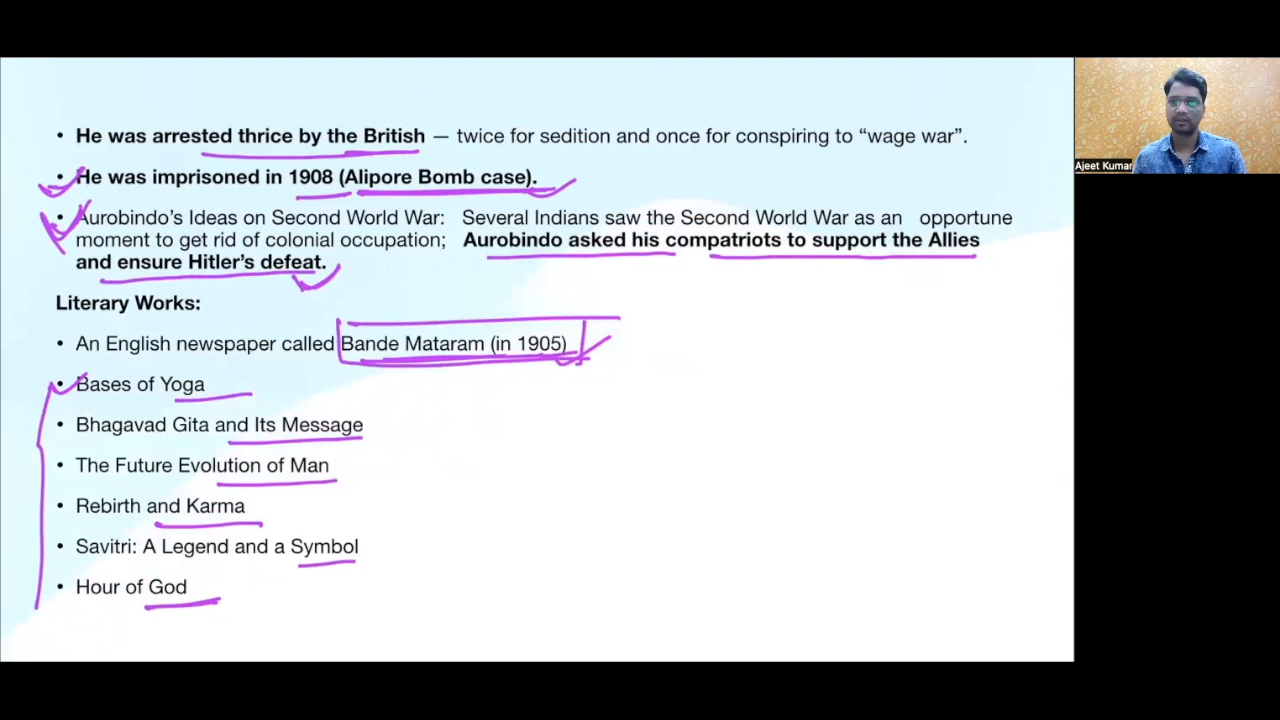 • He was arrested thrice by the British — twice for sedition and once for conspiring to “wage war”.
• He was imprisoned in 1908 (Alipore Bomb case).
• Aurobindo’s Ideas on Second World War: Several Indians saw the Second World War as an opportune
moment to get rid of colonial occupation; Aurobindo asked his compatriots to support the Allies
and ensure Hitler’s defeat.
Literary Works:
• An English newspaper called Bande Mataram (in 1905)
• Bases of Yoga
• Bhagavad Gita and Its Message
• The Future Evolution of Man
• Rebirth and Karma
• Savitri: A Legend and a Symbol
• Hour of God
Ajeet Kumar